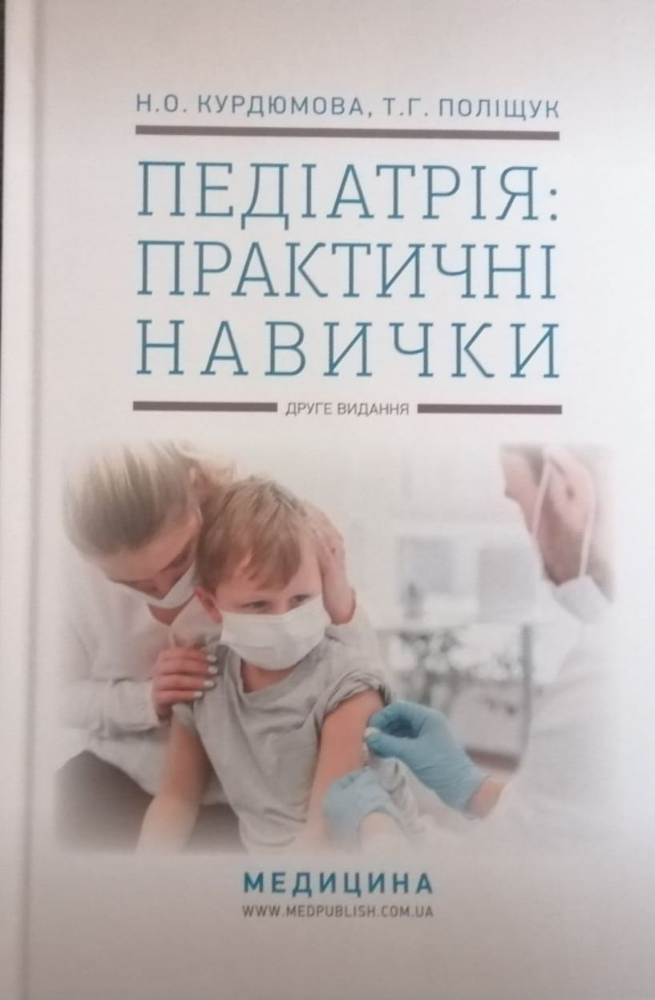 Н.О. КУРДЮМОВА, Т.Г. ПОЛІЩУК
ПЕДІАТРІЯ:
ПРАКТИЧНІ
НАВИЧКИ
ДРУГЕ ВИДАННЯ
МЕДИЦИНА
WWW.MEDPUBLISH.COM.UA